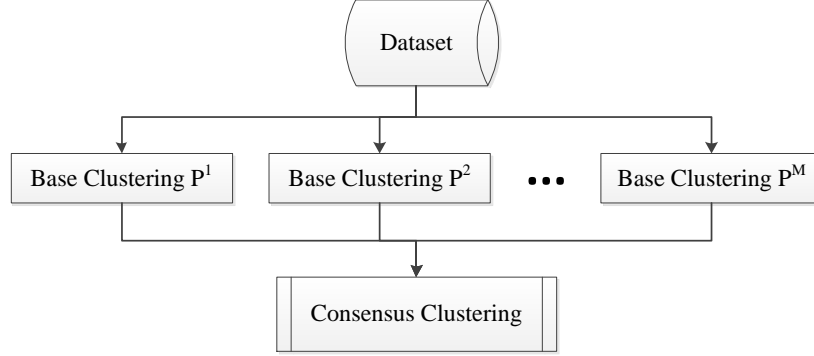 Dataset
Base Clustering P¹
Base Clustering P²
•••
Base Clustering Pᴹ
Consensus Clustering